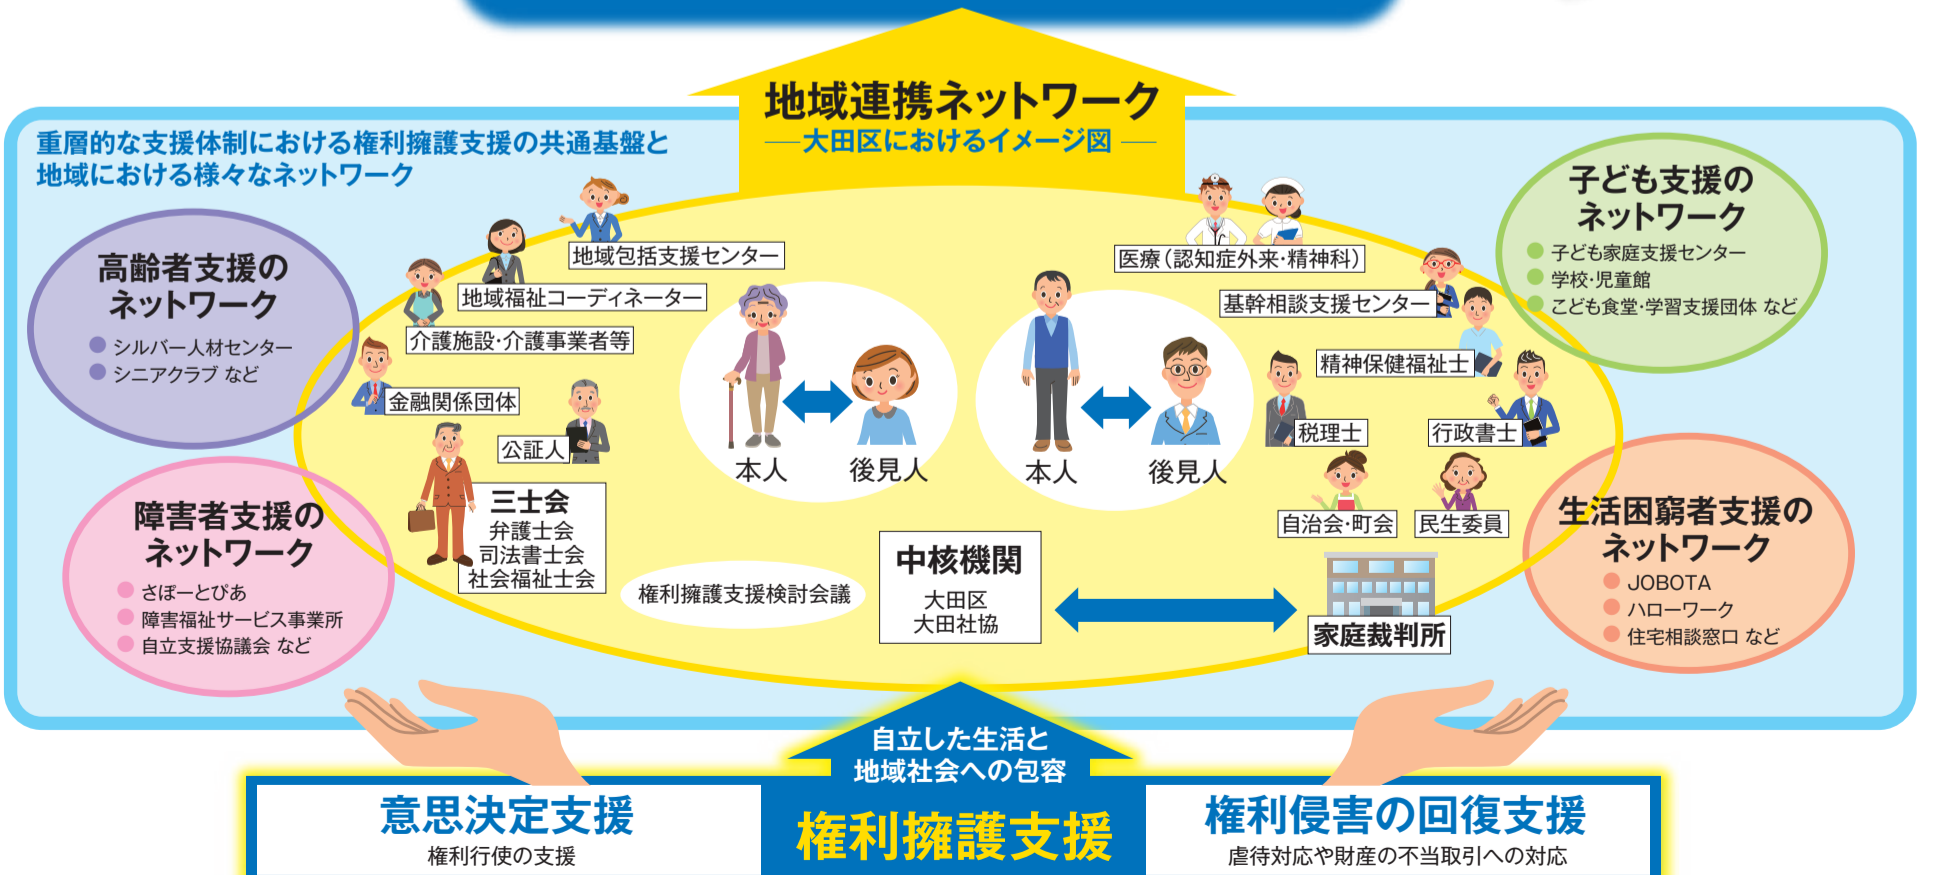 地域連携ネットワーク
大田区におけるイメージ図
重層的な支援体制における権利擁護支援の共通基盤と
地域における様々なネットワーク
高齢者支援の
ネットワーク
シルバー人材センター
シニアクラブ など
障害者支援の
ネットワーク
さぽーとぴあ
障害福祉サービス事業所
自立支援協議会 など
地域包括支援センター
地域福祉コーディネーター
介護施設・介護事業者等
金融関係団体
公証人
三士会
弁護士会
司法書士会
社会福祉士会
本人
後見人
本人
後見人
権利擁護支援検討会議
中核機関
大田区
大田社協
医療（認知症外来・精神科）
基幹相談支援センター
精神保健福祉士
税理士
行政書士
自治会・町会
民生委員
家庭裁判所
子ども支援の
ネットワーク
子ども家庭支援センター
学校・児童館
こども食堂・学習支援団体 など
生活困窮者支援の
ネットワーク
JOBOTA
ハローワーク
住宅相談窓口 など
自立した生活と
地域社会への包容
権利擁護支援
意思決定支援
権利行使の支援
権利侵害の回復支援
虐待対応や財産の不当取引への対応